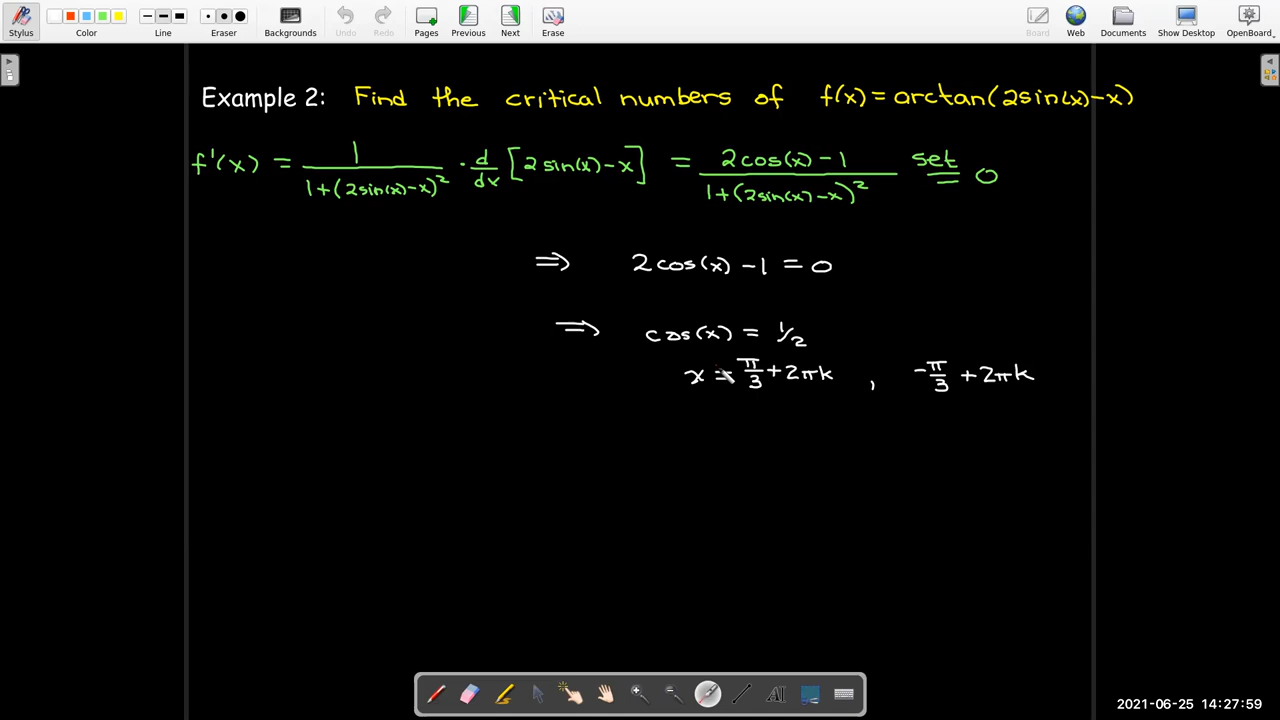 Stylus Color Line Eraser Backgrounds Undo Redo Pages Previous Next Erase Board Web Documents Show Desktop OpenBoard
Example 2: Find the critical numbers of f(x) = arctan(2sin(x)-x)
f'(x) = 1/(1+(2sin(x)-x)²) · d/dx [2sin(x)-x] = (2cos(x)-1)/(1+(2sin(x)-x)²) set = 0
⇒ 2cos(x)-1 = 0
⇒ cos(x) = 1/2
x = π/3 + 2πk , -π/3 + 2πk
AI
2021-06-25 14:27:59